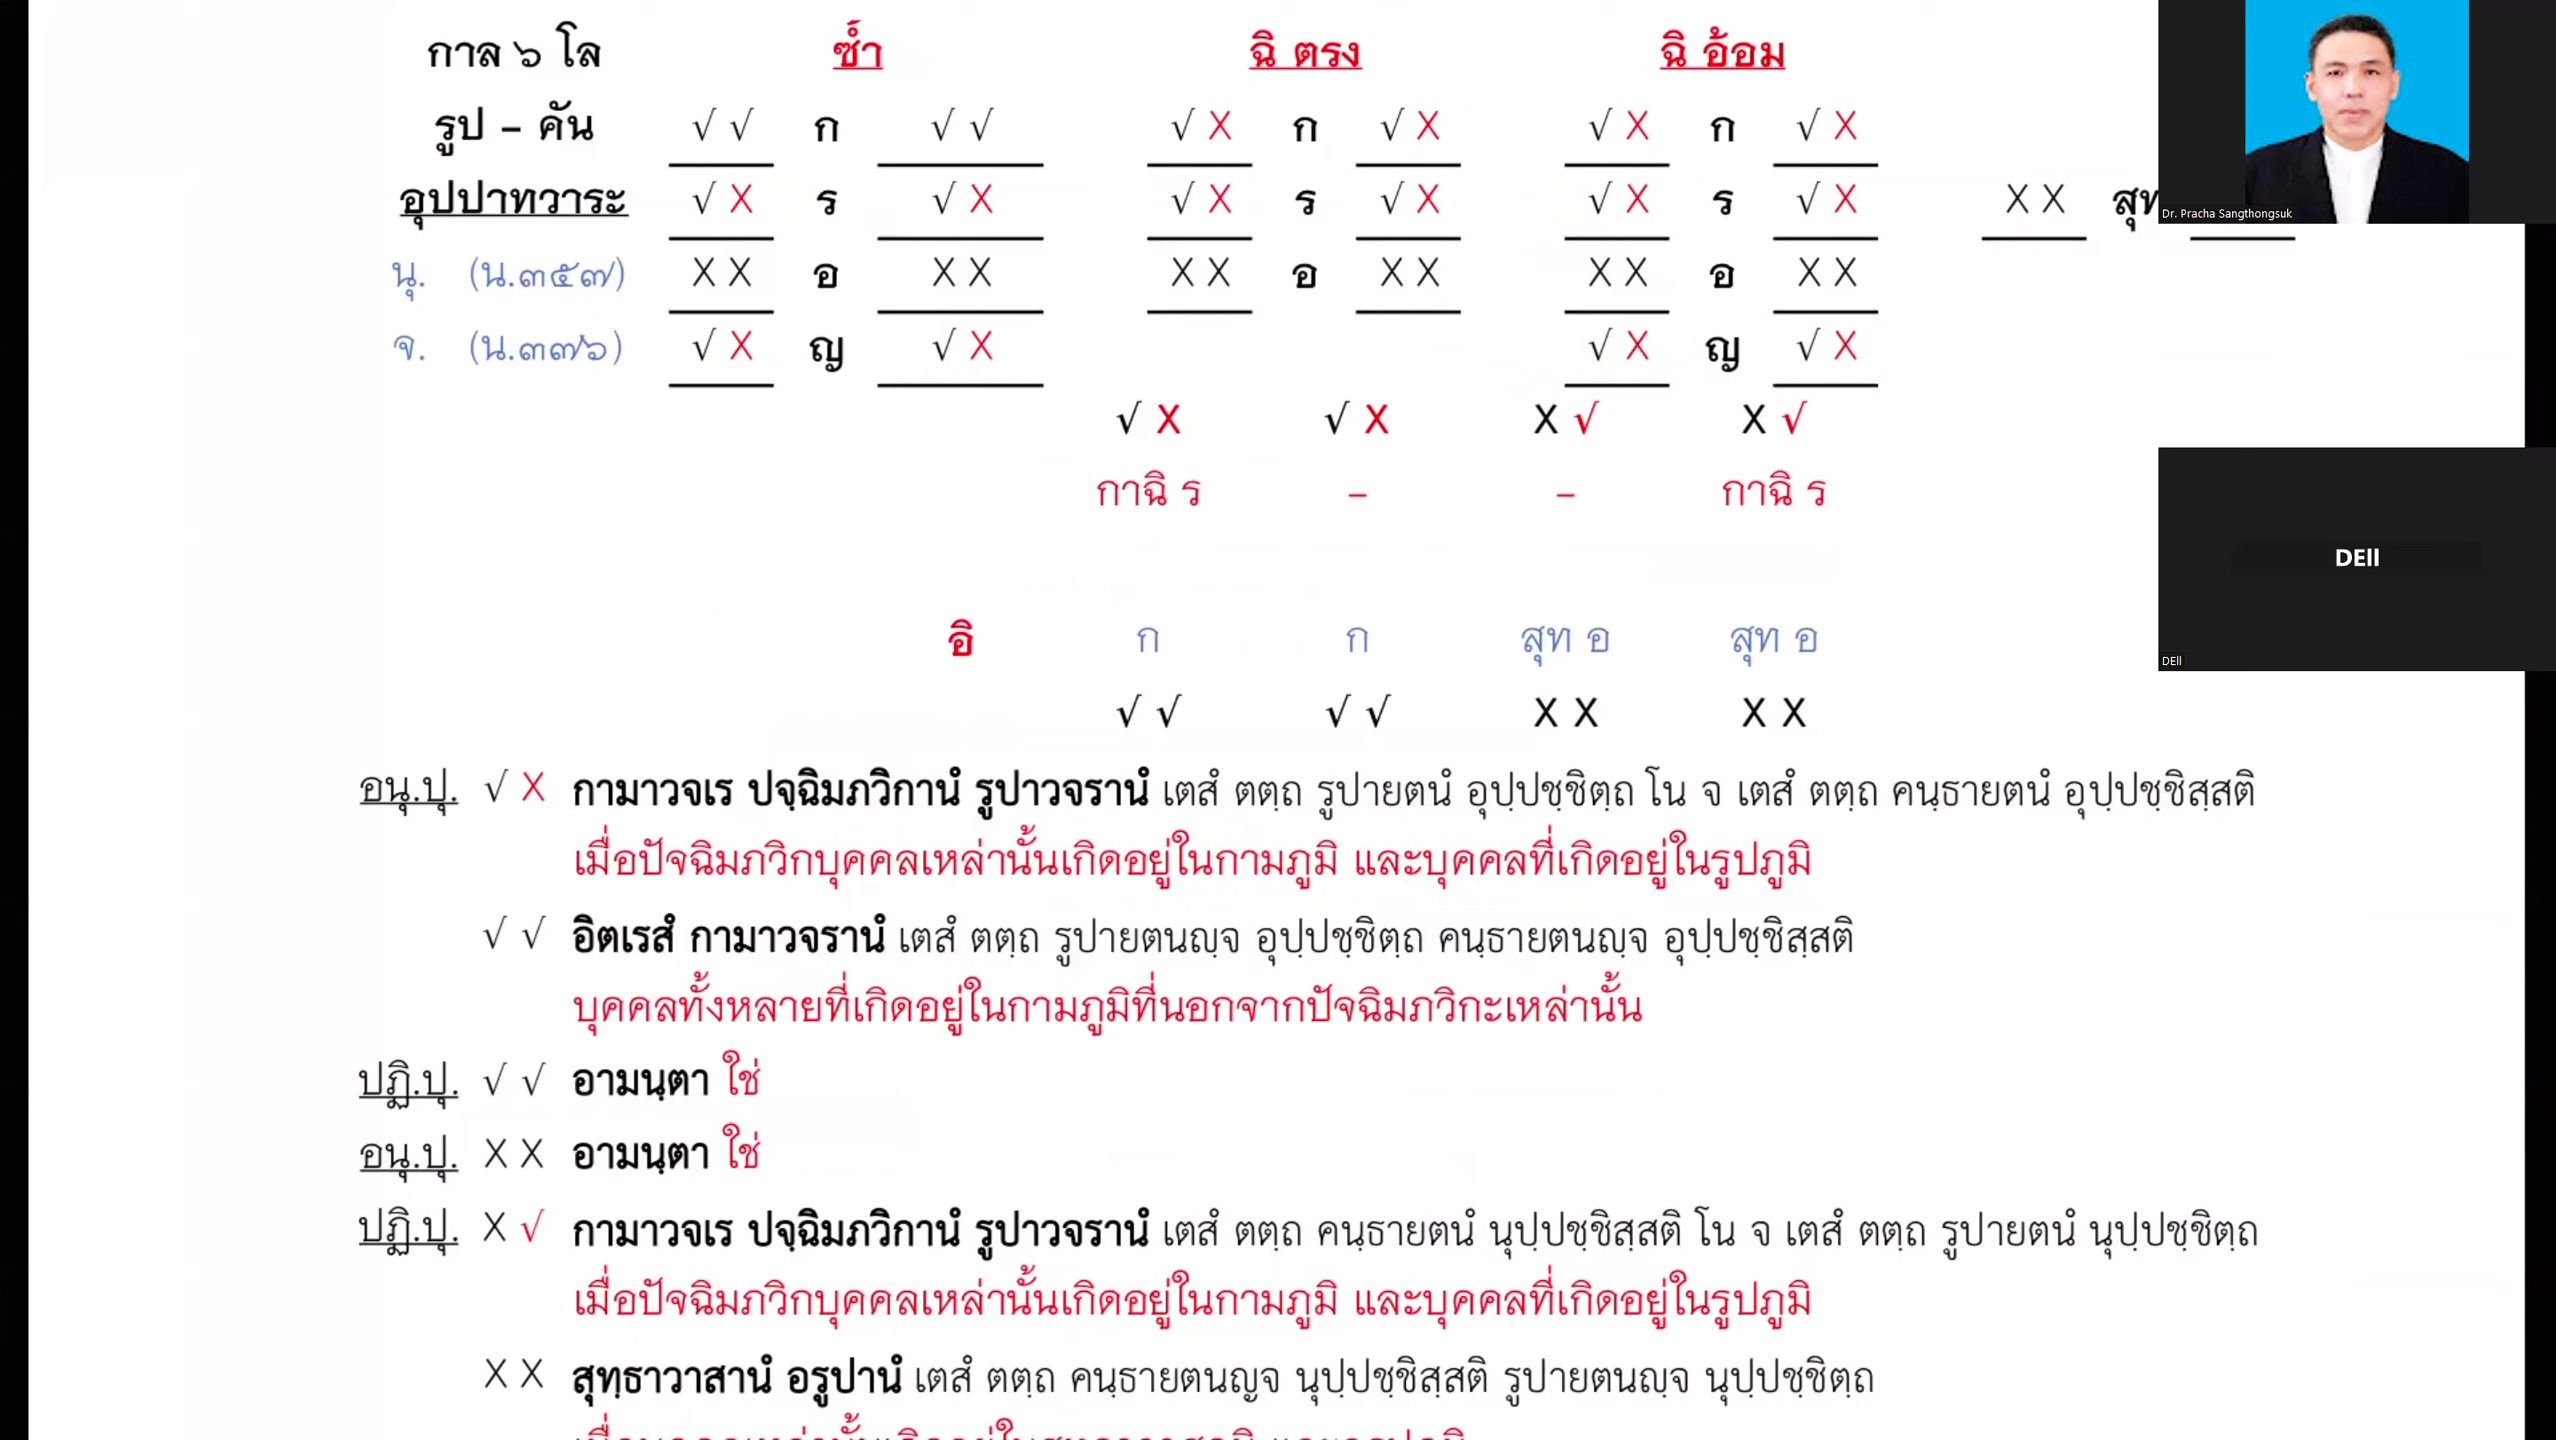 กาล ๖ โล ซ้ำ ฉิ ตรง ฉิ อ้อม
รูป – คัน √ √ ก √ √ √ X ก √ X √ X ก √ X
อุปปาทวาระ √ X ร √ X √ X ร √ X √ X ร √ X X X
นุ. (น.๓๕๗) X X อ X X X X อ X X X X อ X X
จ. (น.๓๗๖) √ X ญ √ X √ X ญ √ X
√ X √ X X √ X √
กาฉิ ร – – กาฉิ ร
อิ ก ก สุท อ สุท อ
√ √ √ √ X X X X
อนุ.ปุ. √ X กามาวจเร ปจฺฉิมภวิกานํ รูปาวจรานํ เตสํ ตตฺถ รูปายตนํ อุปฺปชฺชิตฺถ โน จ เตสํ ตตฺถ คนฺธายตนํ อุปฺปชฺชิสฺสติ
เมื่อปัจฉิมภวิกบุคคลเหล่านั้นเกิดอยู่ในกามภูมิ และบุคคลที่เกิดอยู่ในรูปภูมิ
√ √ อิตเรสํ กามาวจรานํ เตสํ ตตฺถ รูปายตนญฺจ อุปฺปชฺชิตฺถ คนฺธายตนญฺจ อุปฺปชฺชิสฺสติ
บุคคลทั้งหลายที่เกิดอยู่ในกามภูมิที่นอกจากปัจฉิมภวิกะเหล่านั้น
ปฏิ.ปุ. √ √ อามนฺตา ใช่
อนุ.ปุ. X X อามนฺตา ใช่
ปฏิ.ปุ. X √ กามาวจเร ปจฺฉิมภวิกานํ รูปาวจรานํ เตสํ ตตฺถ คนฺธายตนํ นุปฺปชฺชิสฺสติ โน จ เตสํ ตตฺถ รูปายตนํ นุปฺปชฺชิตฺถ
เมื่อปัจฉิมภวิกบุคคลเหล่านั้นเกิดอยู่ในกามภูมิ และบุคคลที่เกิดอยู่ในรูปภูมิ
X X สุทฺธาวาสานํ อรูปานํ เตสํ ตตฺถ คนฺธายตนญฺจ นุปฺปชฺชิสฺสติ รูปายตนญฺจ นุปฺปชฺชิตฺถ
Dr. Pracha Sangthongsuk
DEll
DEll